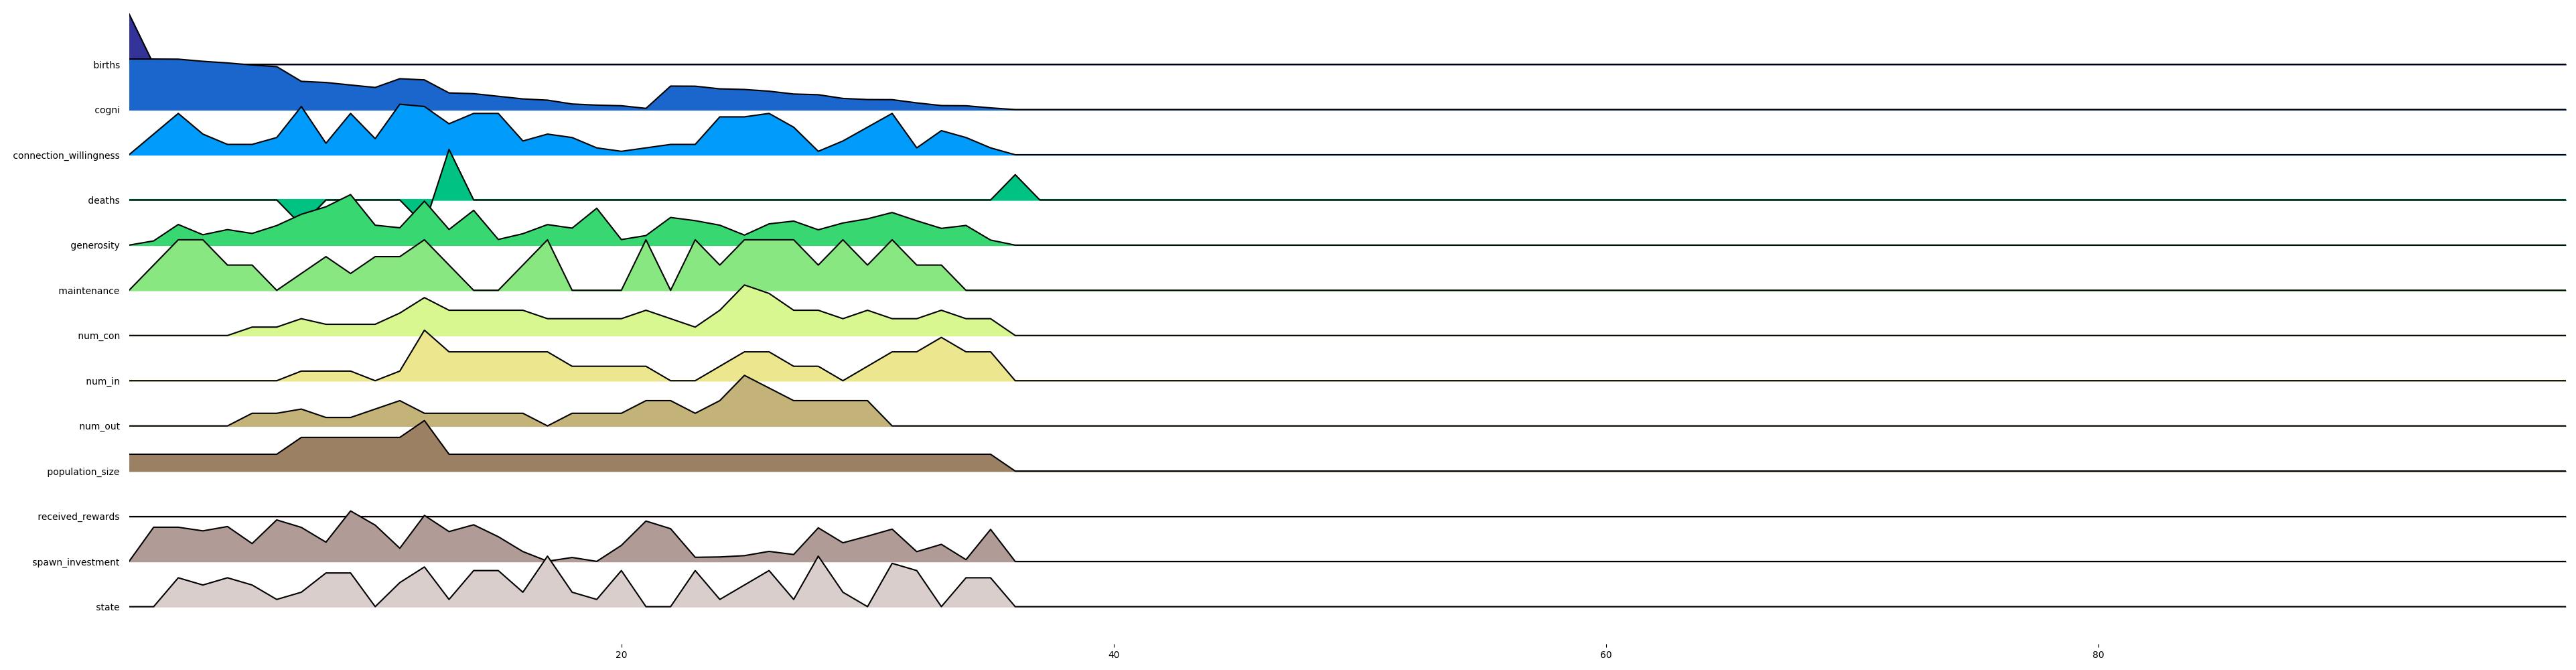 births
cogni
connection_willingness
deaths
generosity
maintenance
num_con
num_in
num_out
population_size
received_rewards
spawn_investment
state
20 40 60 80